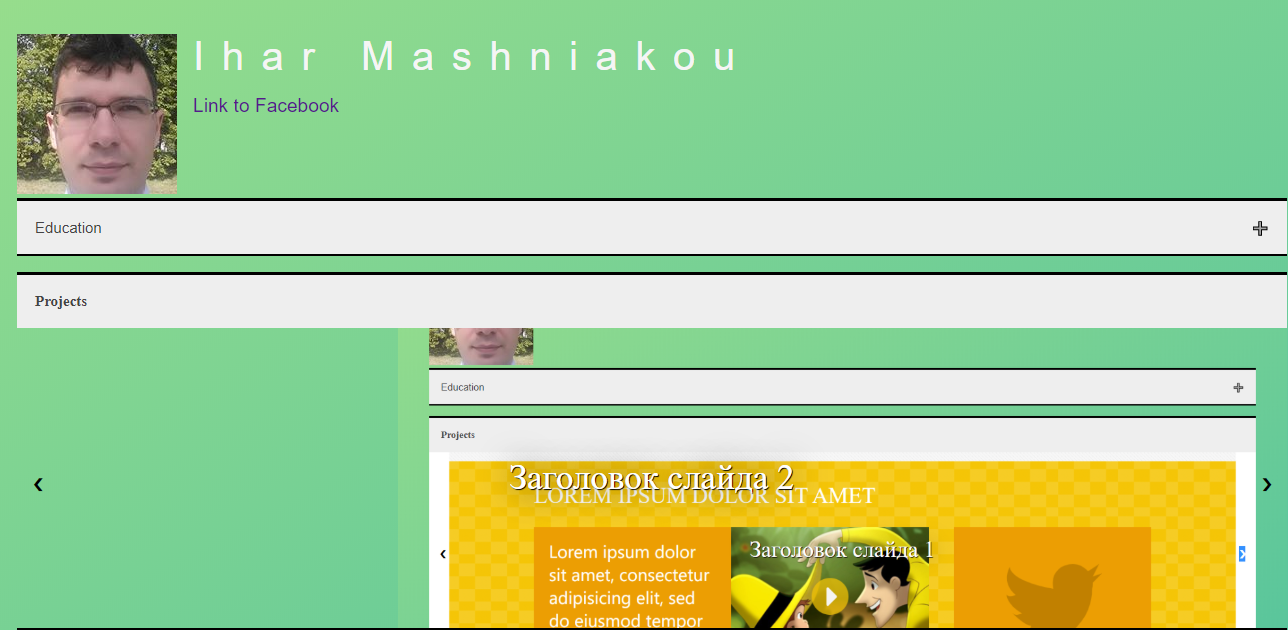 Ihar Mashniakou
Link to Facebook
Education
Projects
Education
Projects
Заголовок слайда 2
LOREM IPSUM DOLOR SIT AMET
Заголовок слайда 1
Lorem ipsum dolor
sit amet, consectetur
adipisicing elit, sed
do eiusmod tempor